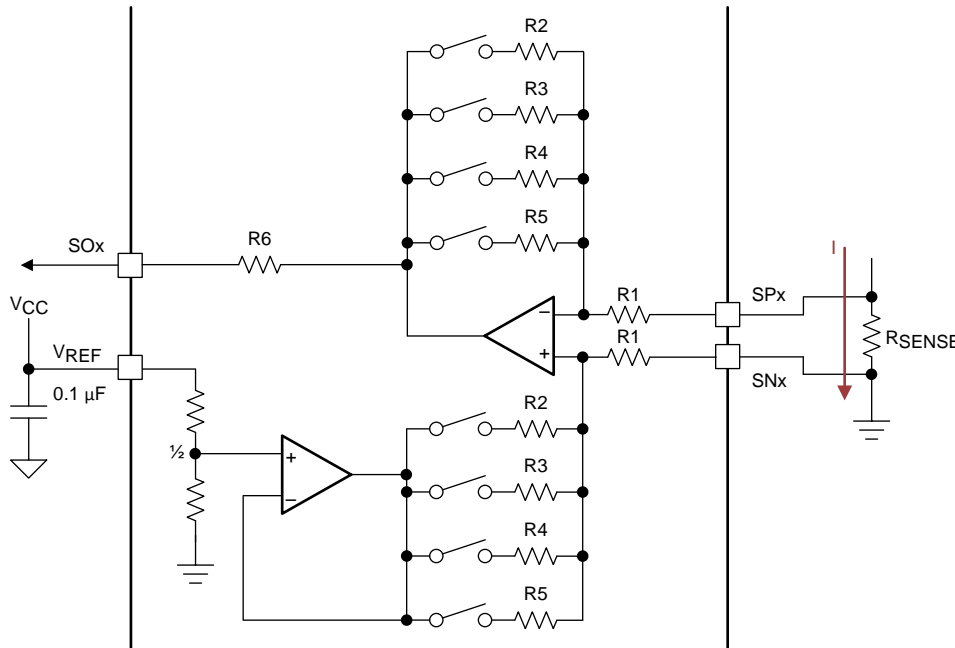 R2
R3
R4
R5
SOx
R6
I
VCC
R1
SPx
−
+
R1
RSENSE
VREF
SNx
0.1 µF
R2
½
+
−
R3
R4
R5